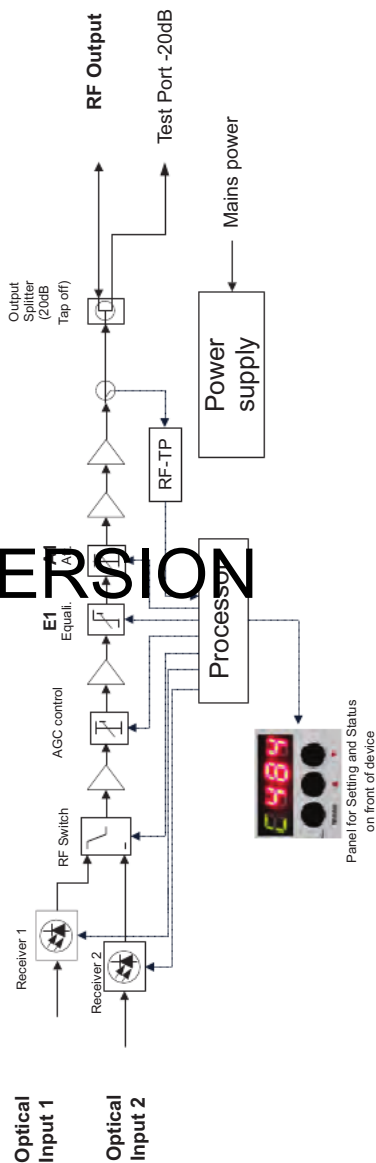 Optical
Input 1
Optical
Input 2
Receiver 1
Receiver 2
RF Switch
AGC control
E1
Equali.
ERSION
Output
Splitter
(20dB
Tap off)
RF Output
Test Port -20dB
RF-TP
Processor
Power
supply
Mains power
Panel for Setting and Status
on front of device